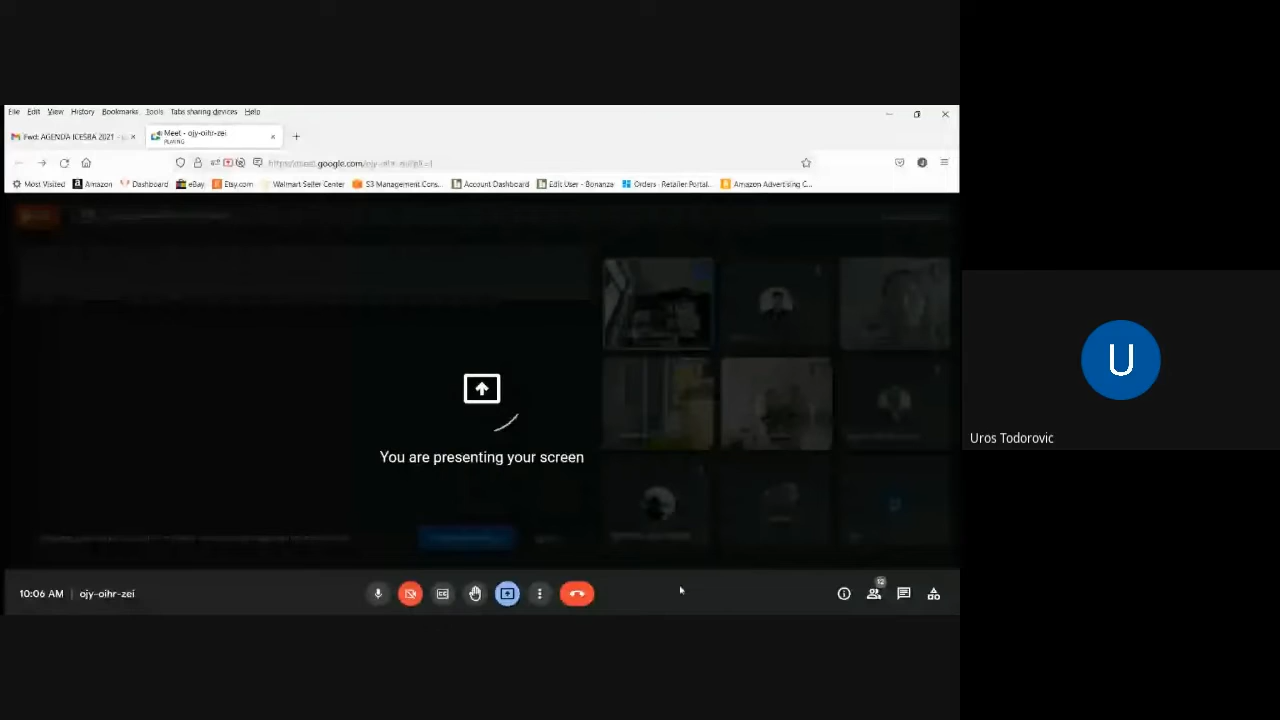 File Edit View History Bookmarks Tools Tabs sharing devices Help
Fwd: AGENDA ICESBA 2021 -
Meet - ojy-oihr-zei
PLAYING
Most Visited Amazon Dashboard eBay Etsy.com Walmart Seller Center S3 Management Cons... Account Dashboard Edit User - Bonanza Orders · Retailer Portal... Amazon Advertising C...
You are presenting your screen
U
Uros Todorovic
10:06 AM | ojy-oihr-zei
12